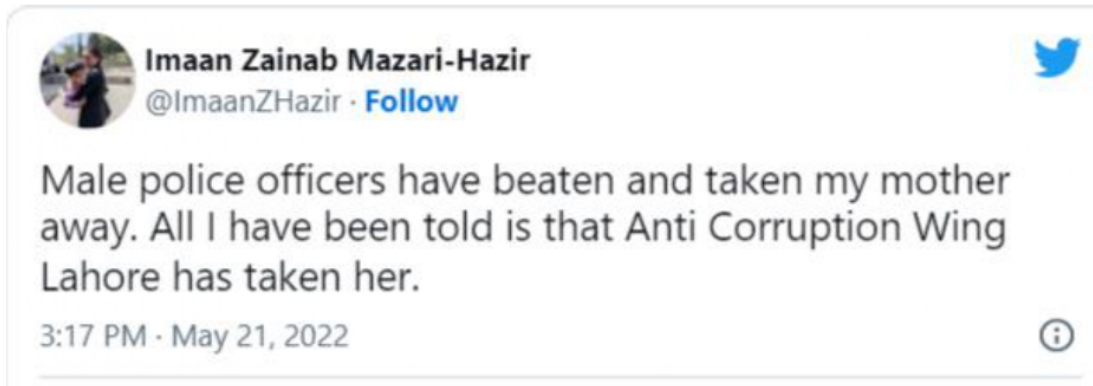 Imaan Zainab Mazari-Hazir
@ImaanZHazir · Follow
Male police officers have beaten and taken my mother
away. All I have been told is that Anti Corruption Wing
Lahore has taken her.
3:17 PM · May 21, 2022